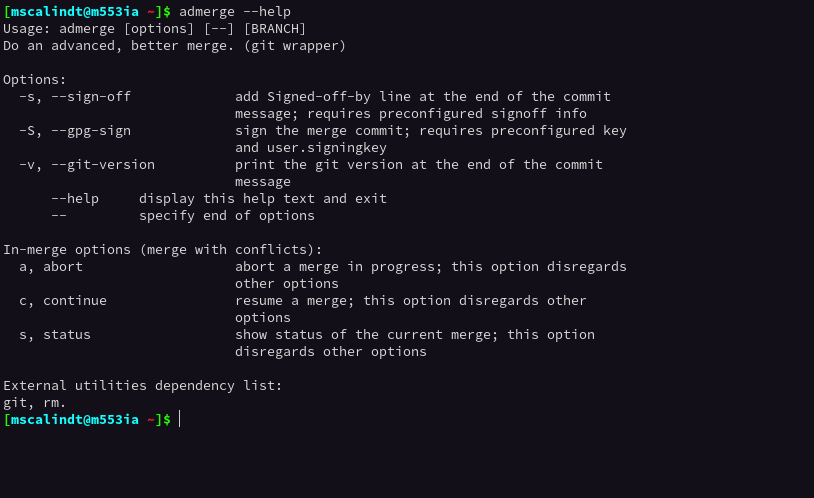 [mscalindt@m553ia ~]$ admerge --help
Usage: admerge [options] [--] [BRANCH]
Do an advanced, better merge. (git wrapper)

Options:
  -s, --sign-off             add Signed-off-by line at the end of the commit
                             message; requires preconfigured signoff info
  -S, --gpg-sign             sign the merge commit; requires preconfigured key
                             and user.signingkey
  -v, --git-version          print the git version at the end of the commit
                             message
      --help     display this help text and exit
      --         specify end of options

In-merge options (merge with conflicts):
  a, abort                   abort a merge in progress; this option disregards
                             other options
  c, continue                resume a merge; this option disregards other
                             options
  s, status                  show status of the current merge; this option
                             disregards other options

External utilities dependency list:
git, rm.
[mscalindt@m553ia ~]$